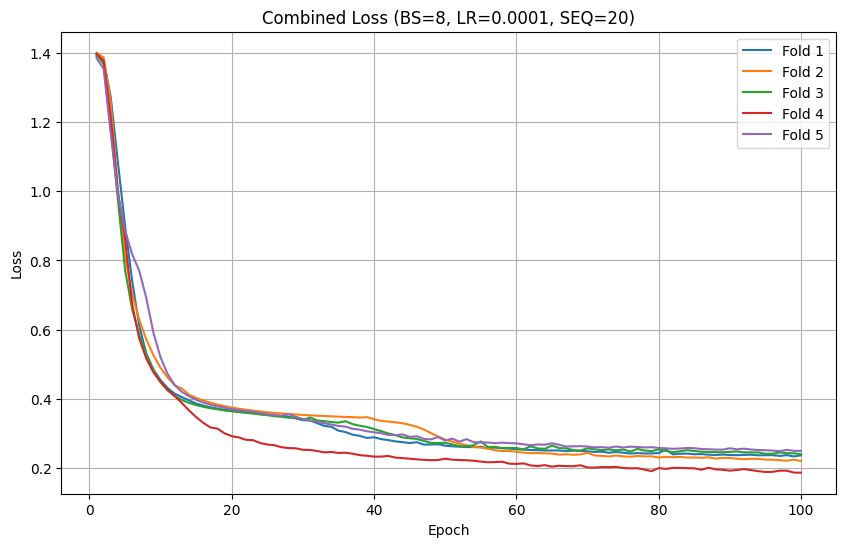 Combined Loss (BS=8, LR=0.0001, SEQ=20)
Fold 1
Fold 2
Fold 3
Fold 4
Fold 5
Loss
1.4
1.2
1.0
0.8
0.6
0.4
0.2
0 20 40 60 80 100
Epoch